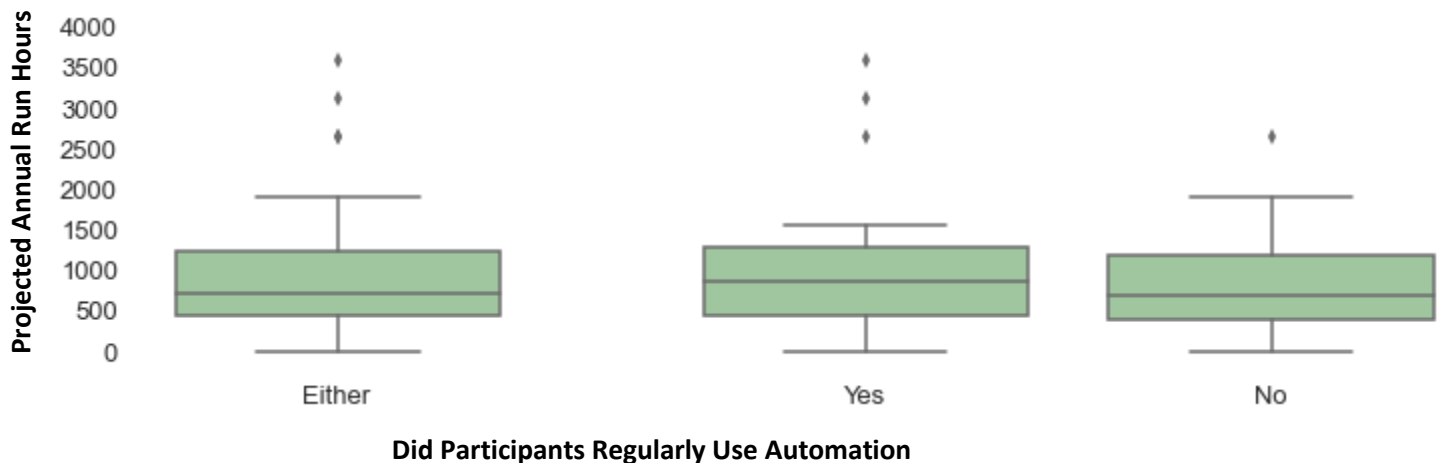 Projected Annual Run Hours
4000
3500
3000
2500
2000
1500
1000
500
0
Either
Yes
No
Did Participants Regularly Use Automation